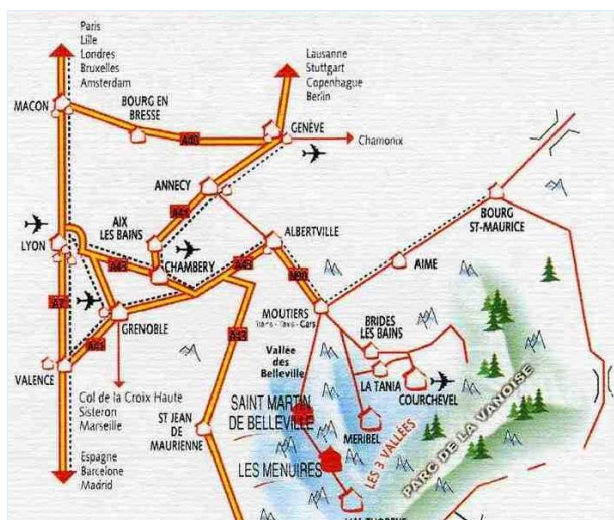 Paris
Lille
Londres
Bruxelles
Amsterdam
Lausanne
Stuttgart
Copenhague
Berlin
MACON
BOURG EN
BRESSE
GENÈVE
A40
Chamonix
ANNECY
A41
AIX
LES BAINS
ALBERTVILLE
BOURG
ST-MAURICE
LYON
A43
CHAMBERY
A43
N90
AIME
A7
MOUTIERS
Trans - Taxis - Cars
GRENOBLE
A43
BRIDES
LES BAINS
Vallée
des
Belleville
VALENCE
LA TANIA
COURCHEVEL
Col de la Croix Haute
Sisteron
Marseille
ST JEAN
DE
MAURIENNE
SAINT MARTIN
DE BELLEVILLE
MERIBEL
LES 3 VALLÉES
PARC DE LA VANOISE
LES MENUIRES
Espagne
Barcelone
Madrid